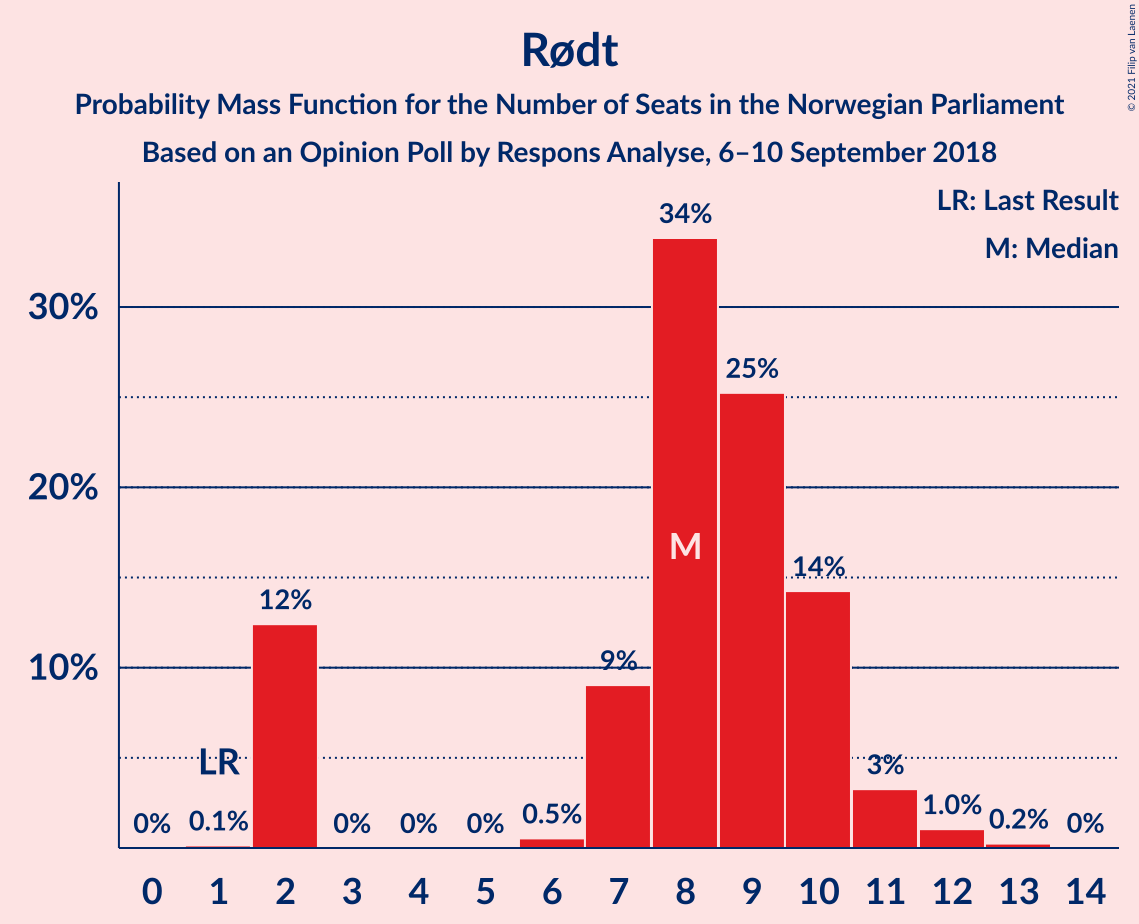 Rødt
Probability Mass Function for the Number of Seats in the Norwegian Parliament
Based on an Opinion Poll by Respons Analyse, 6–10 September 2018
© 2021 Filip van Laenen
LR: Last Result
M: Median
34%
30%
25%
20%
M
14%
12%
10%
9%
LR
3%
0% 0.1% 0% 0% 0% 0.5% 1.0% 0.2% 0%
0 1 2 3 4 5 6 7 8 9 10 11 12 13 14